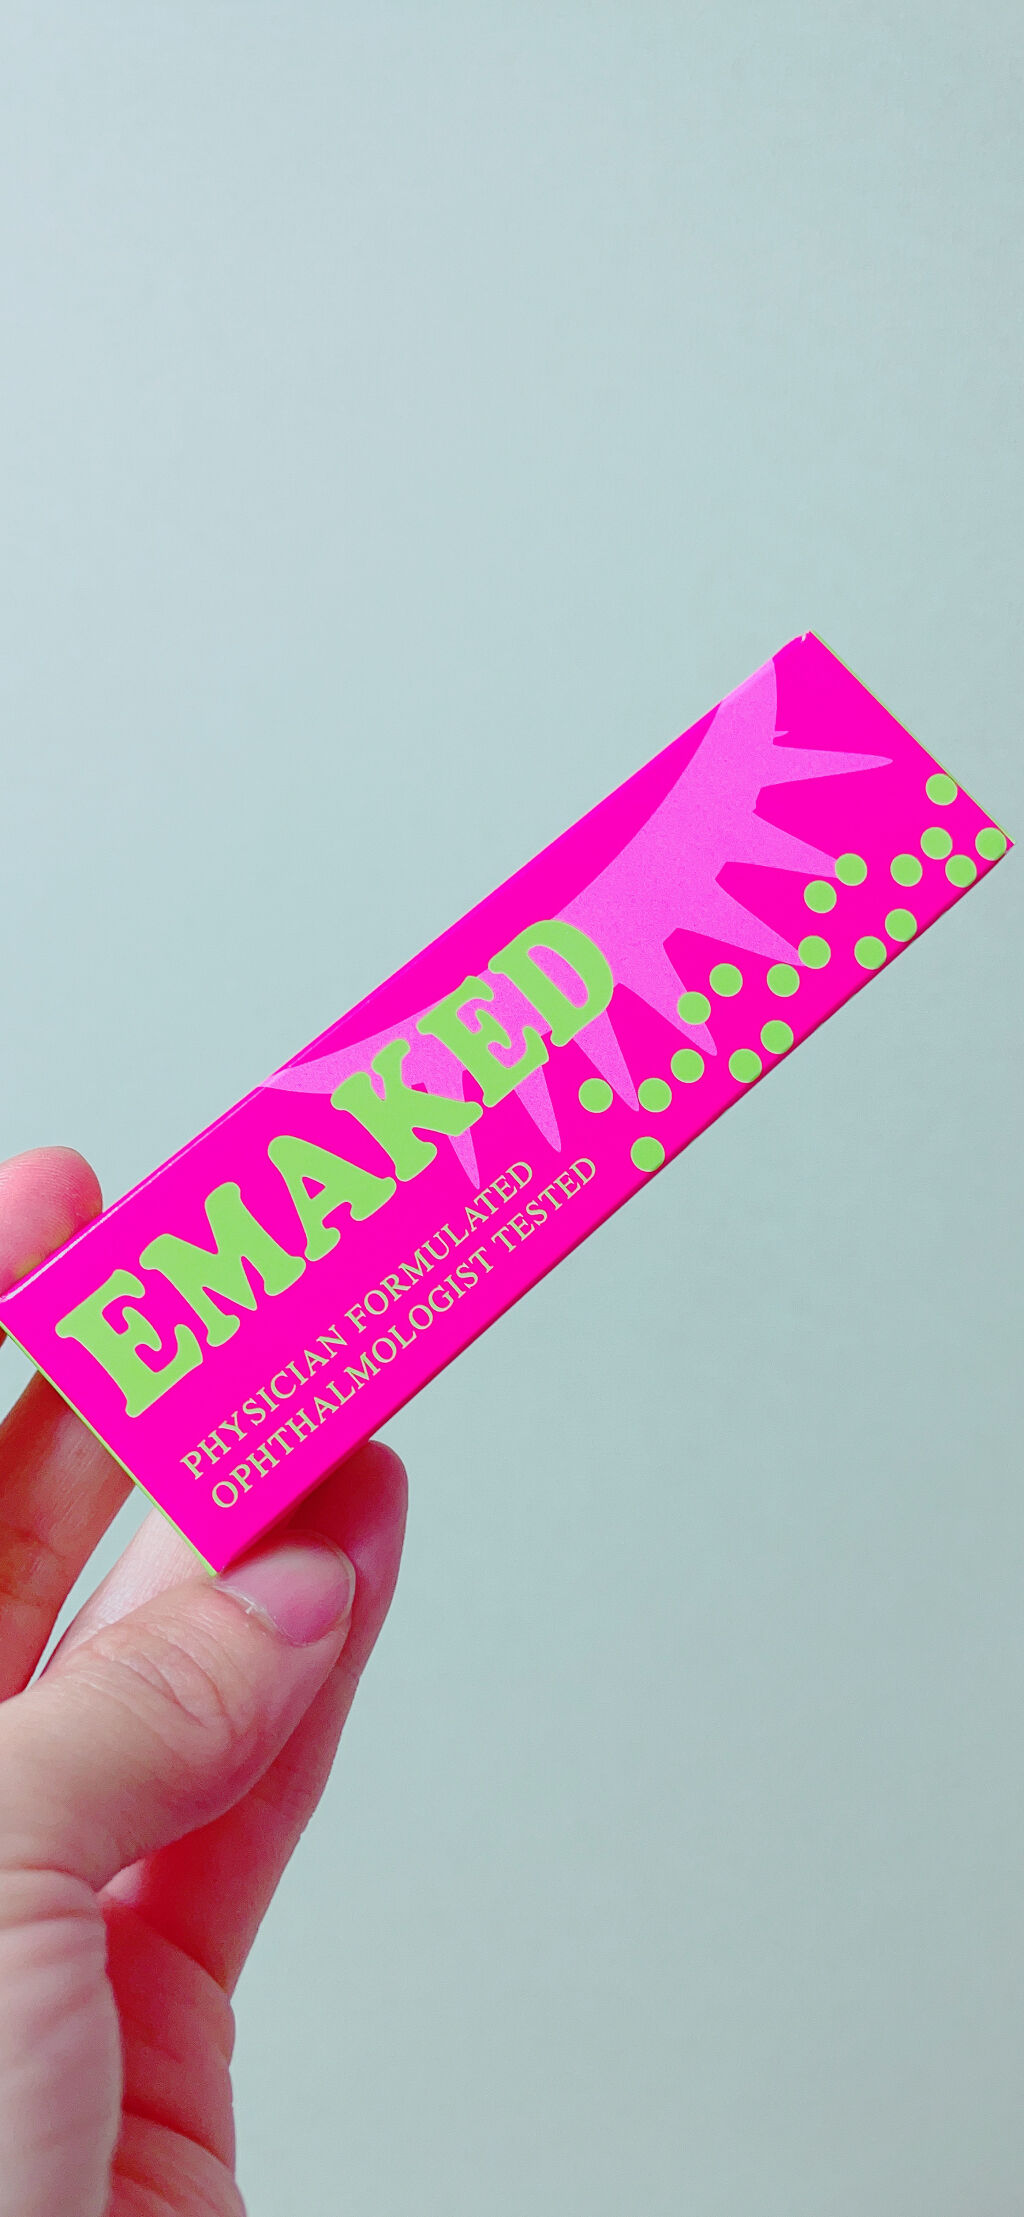 EMAKED
PHYSICIAN FORMULATED
OPHTHALMOLOGIST TESTED